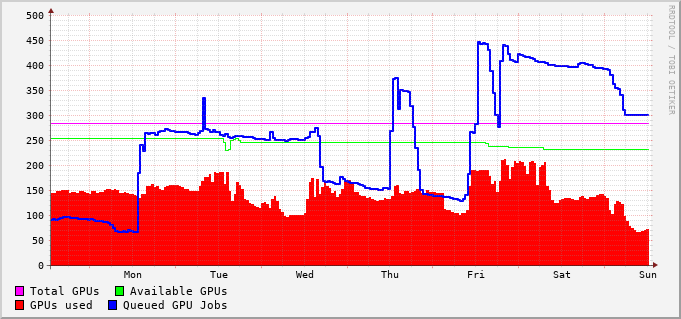 500
450
400
350
300
250
200
150
100
50
0
Mon Tue Wed Thu Fri Sat Sun
Total GPUs Available GPUs
GPUs used Queued GPU Jobs
RRDTOOL / TOBI OETIKER